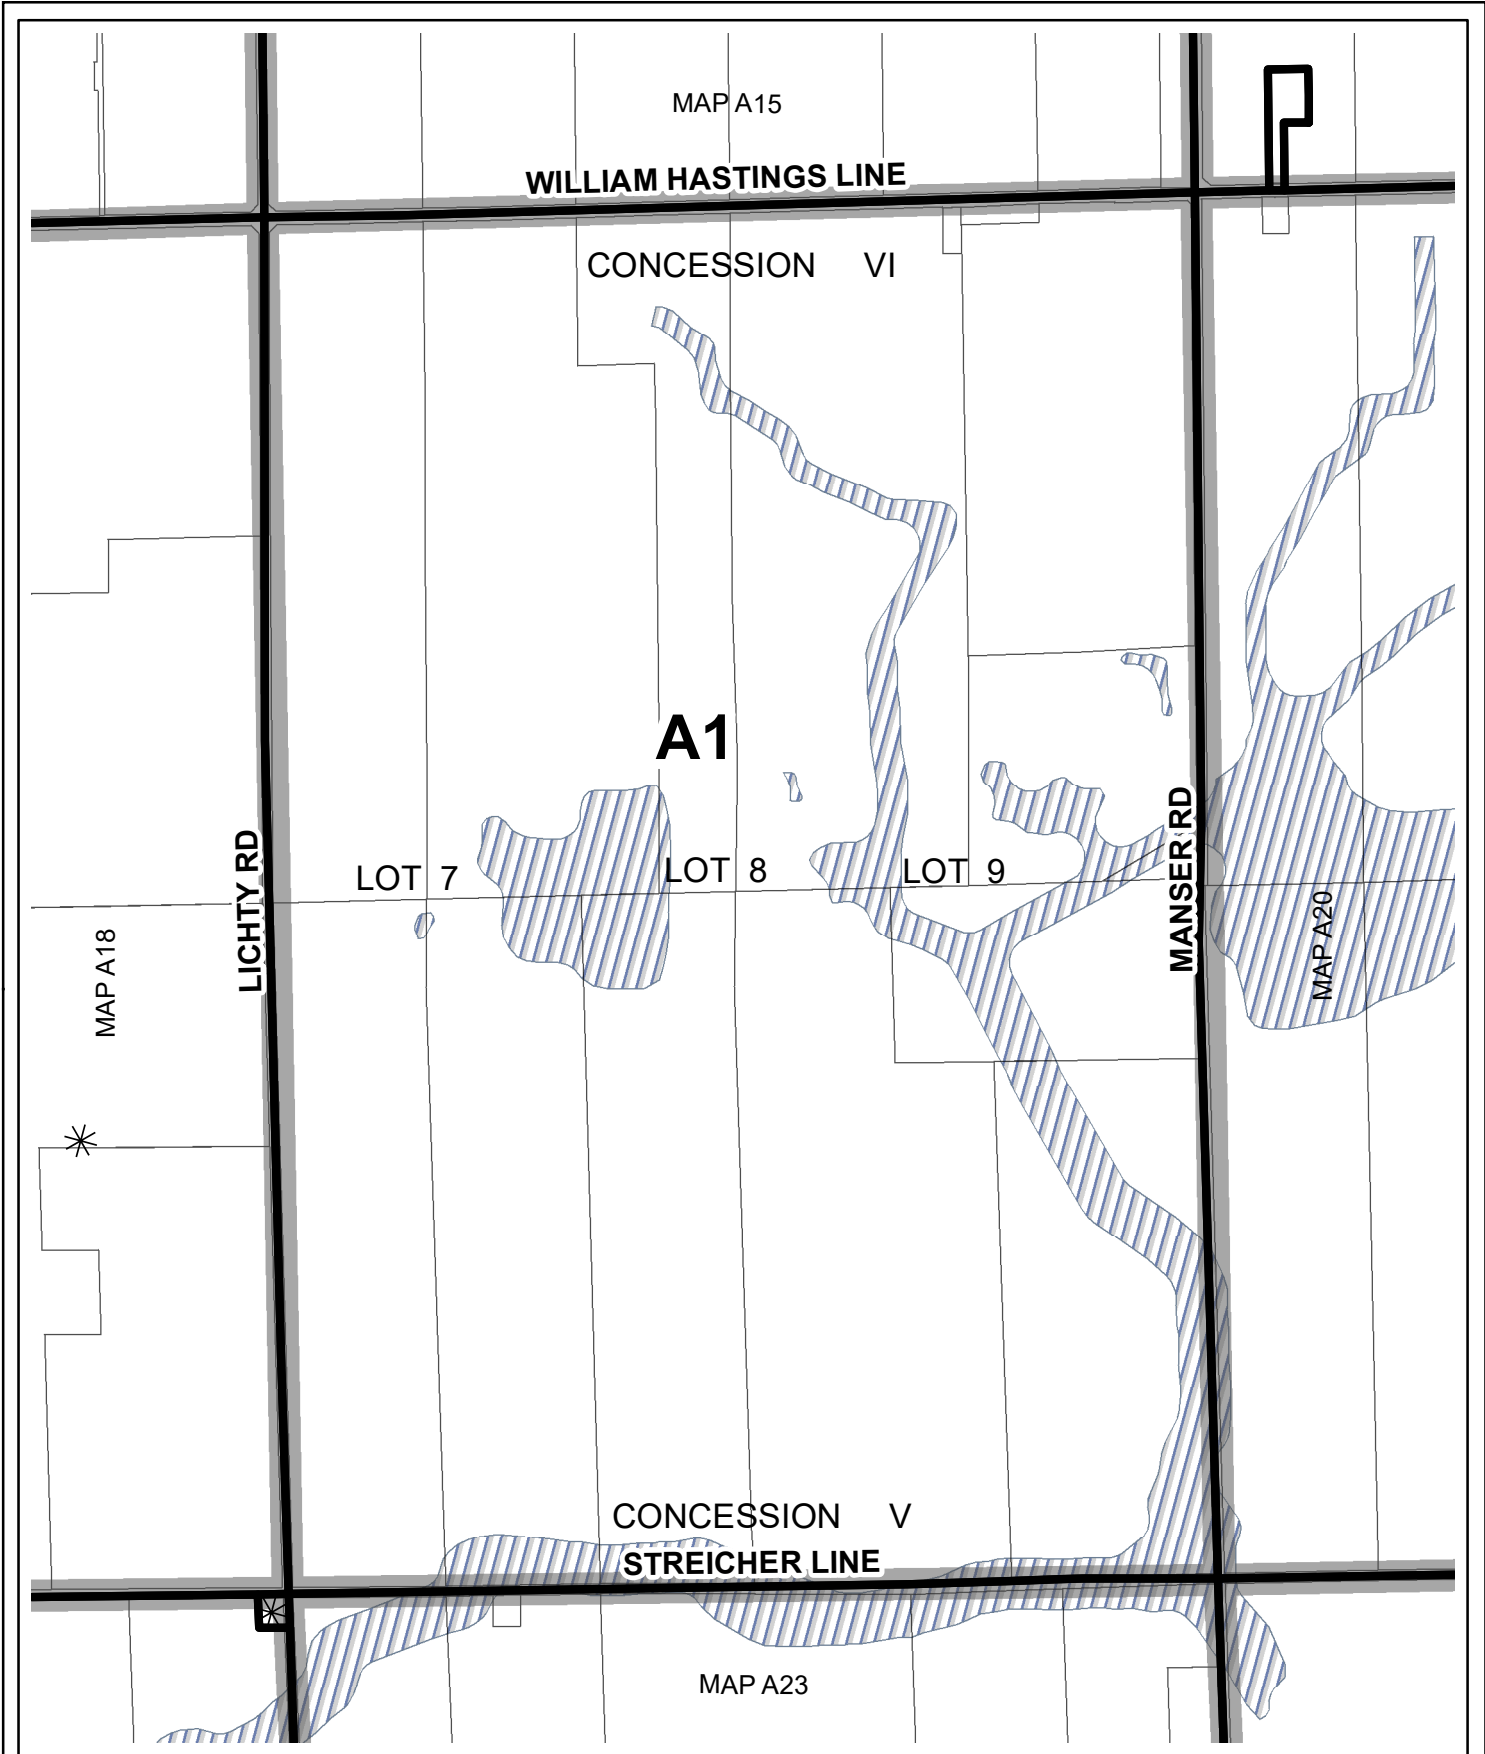 MAP A15
WILLIAM HASTINGS LINE
CONCESSION VI
A1
LICHTY RD
MANSER RD
LOT 7
LOT 8
LOT 9
MAP A18
MAP A20
CONCESSION V
STREICHER LINE
MAP A23